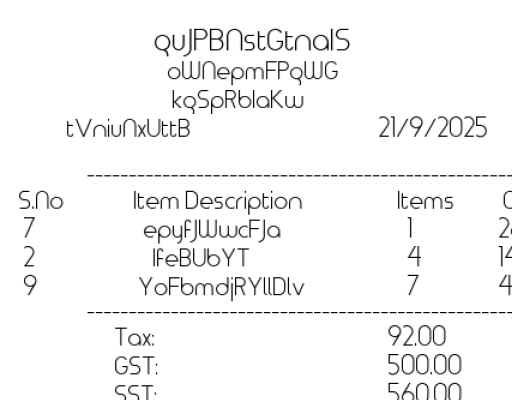 quJPBNstGtnaIS
oWNepmFPqWG
kqSpRblaKw
tVniuNxUttB 21/9/2025
S.No Item Description Items
7 epyfJWwcFJa 1
2 IfeBUbYT 4
9 YoFbmdjRYllDlv 7
Tax: 92.00
GST: 500.00
SST: 560.00